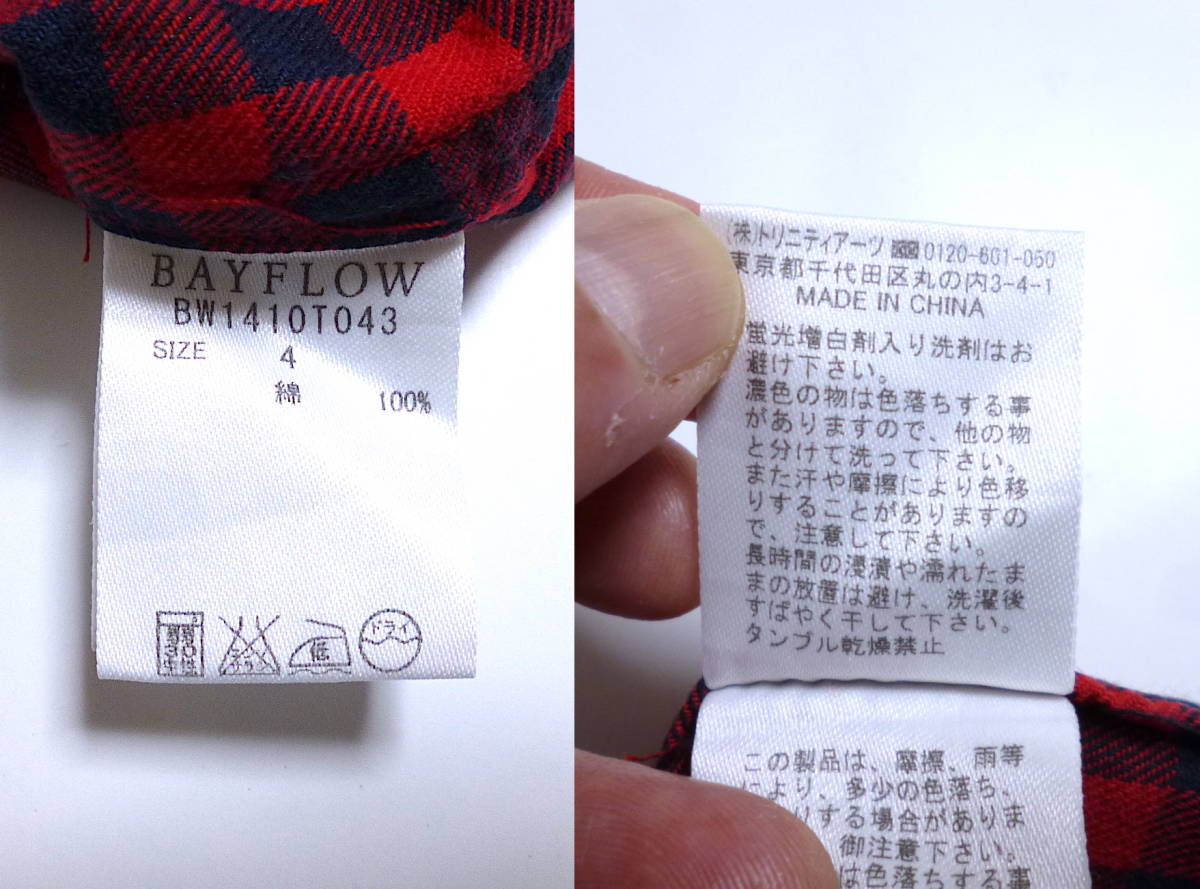 BAYFLOW
BW1410T043
SIZE 4
綿 100%
30
低
ドライ
(株)トリニティアーツ 0120-601-050
東京都千代田区丸の内3-4-1
MADE IN CHINA
蛍光増白剤入り洗剤はお
避け下さい。
濃色の物は色落ちする事
がありますので、他の物
と分けて洗って下さい。
また汗や摩擦により色移
りすることがありますの
で、注意して下さい。
長時間の浸漬や濡れたま
まの放置は避け、洗濯後
すばやく干して下さい。
タンブル乾燥禁止
この製品は、摩擦、雨等
により、多少の色落ち、
りする場合がありま
御注意下さい。
は色落ちする事